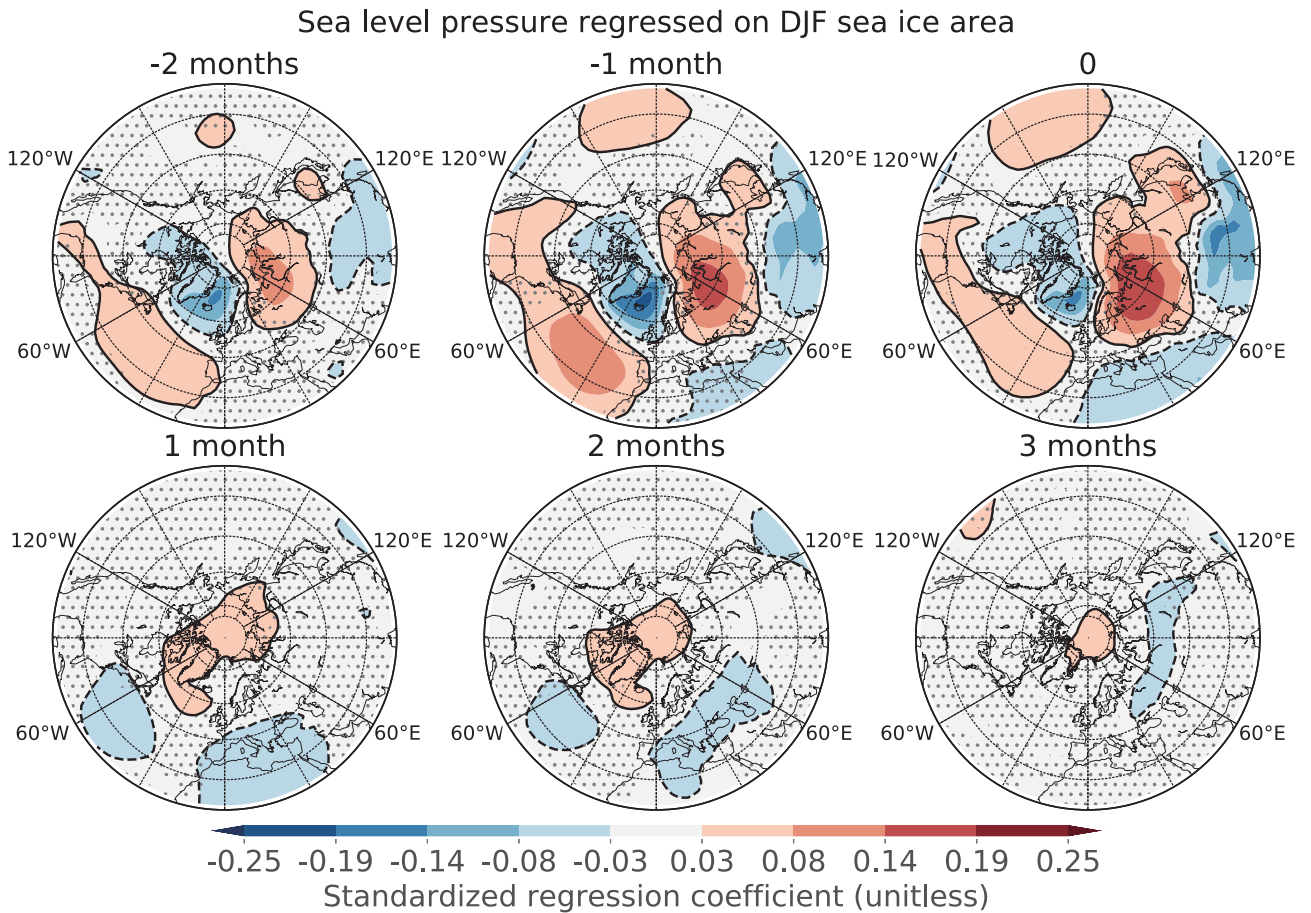 Sea level pressure regressed on DJF sea ice area
-2 months
-1 month
0
120°W
120°E
120°W
120°E
120°W
120°E
60°W
60°E
60°W
60°E
60°W
60°E
1 month
2 months
3 months
120°W
120°E
120°W
120°E
120°W
120°E
60°W
60°E
60°W
60°E
60°W
60°E
-0.25 -0.19 -0.14 -0.08 -0.03 0.03 0.08 0.14 0.19 0.25
Standardized regression coefficient (unitless)